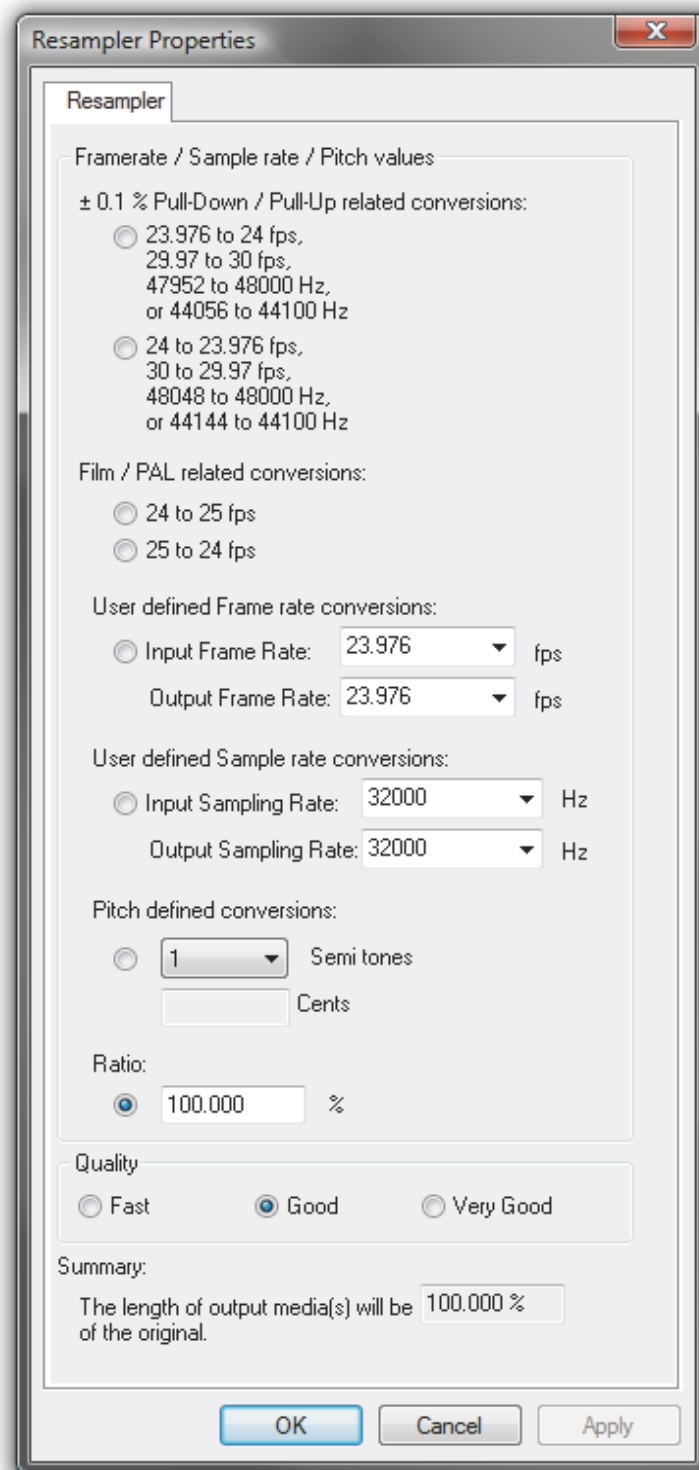 Resampler Properties
Resampler
Framerate / Sample rate / Pitch values
± 0.1 % Pull-Down / Pull-Up related conversions:
23.976 to 24 fps,
29.97 to 30 fps,
47952 to 48000 Hz,
or 44056 to 44100 Hz
24 to 23.976 fps,
30 to 29.97 fps,
48048 to 48000 Hz,
or 44144 to 44100 Hz
Film / PAL related conversions:
24 to 25 fps
25 to 24 fps
User defined Frame rate conversions:
Input Frame Rate: 23.976 fps
Output Frame Rate: 23.976 fps
User defined Sample rate conversions:
Input Sampling Rate: 32000 Hz
Output Sampling Rate: 32000 Hz
Pitch defined conversions:
1 Semi tones
Cents
Ratio:
100.000 %
Quality
Fast Good Very Good
Summary:
The length of output media(s) will be 100.000 %
of the original.
OK Cancel Apply